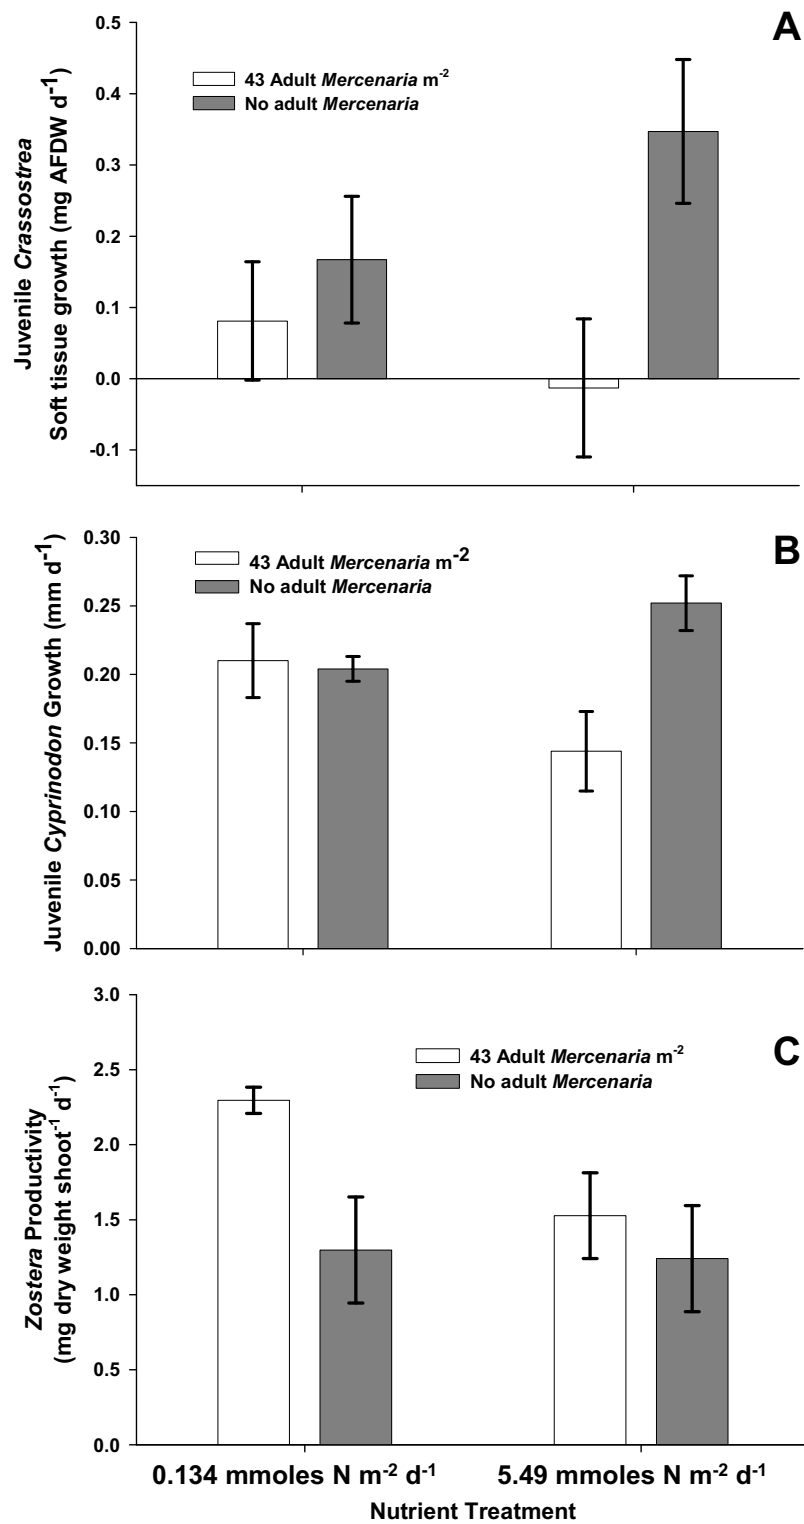 A
Juvenile Crassostrea
Soft tissue growth (mg AFDW d⁻¹)
0.5
0.4
0.3
0.2
0.1
0.0
-0.1
43 Adult Mercenaria m⁻²
No adult Mercenaria
B
Juvenile Cyprinodon Growth (mm d⁻¹)
0.30
0.25
0.20
0.15
0.10
0.05
0.00
43 Adult Mercenaria m⁻²
No adult Mercenaria
C
Zostera Productivity
(mg dry weight shoot⁻¹ d⁻¹)
3.0
2.5
2.0
1.5
1.0
0.5
0.0
43 Adult Mercenaria m⁻²
No adult Mercenaria
0.134 mmoles N m⁻² d⁻¹ 5.49 mmoles N m⁻² d⁻¹
Nutrient Treatment